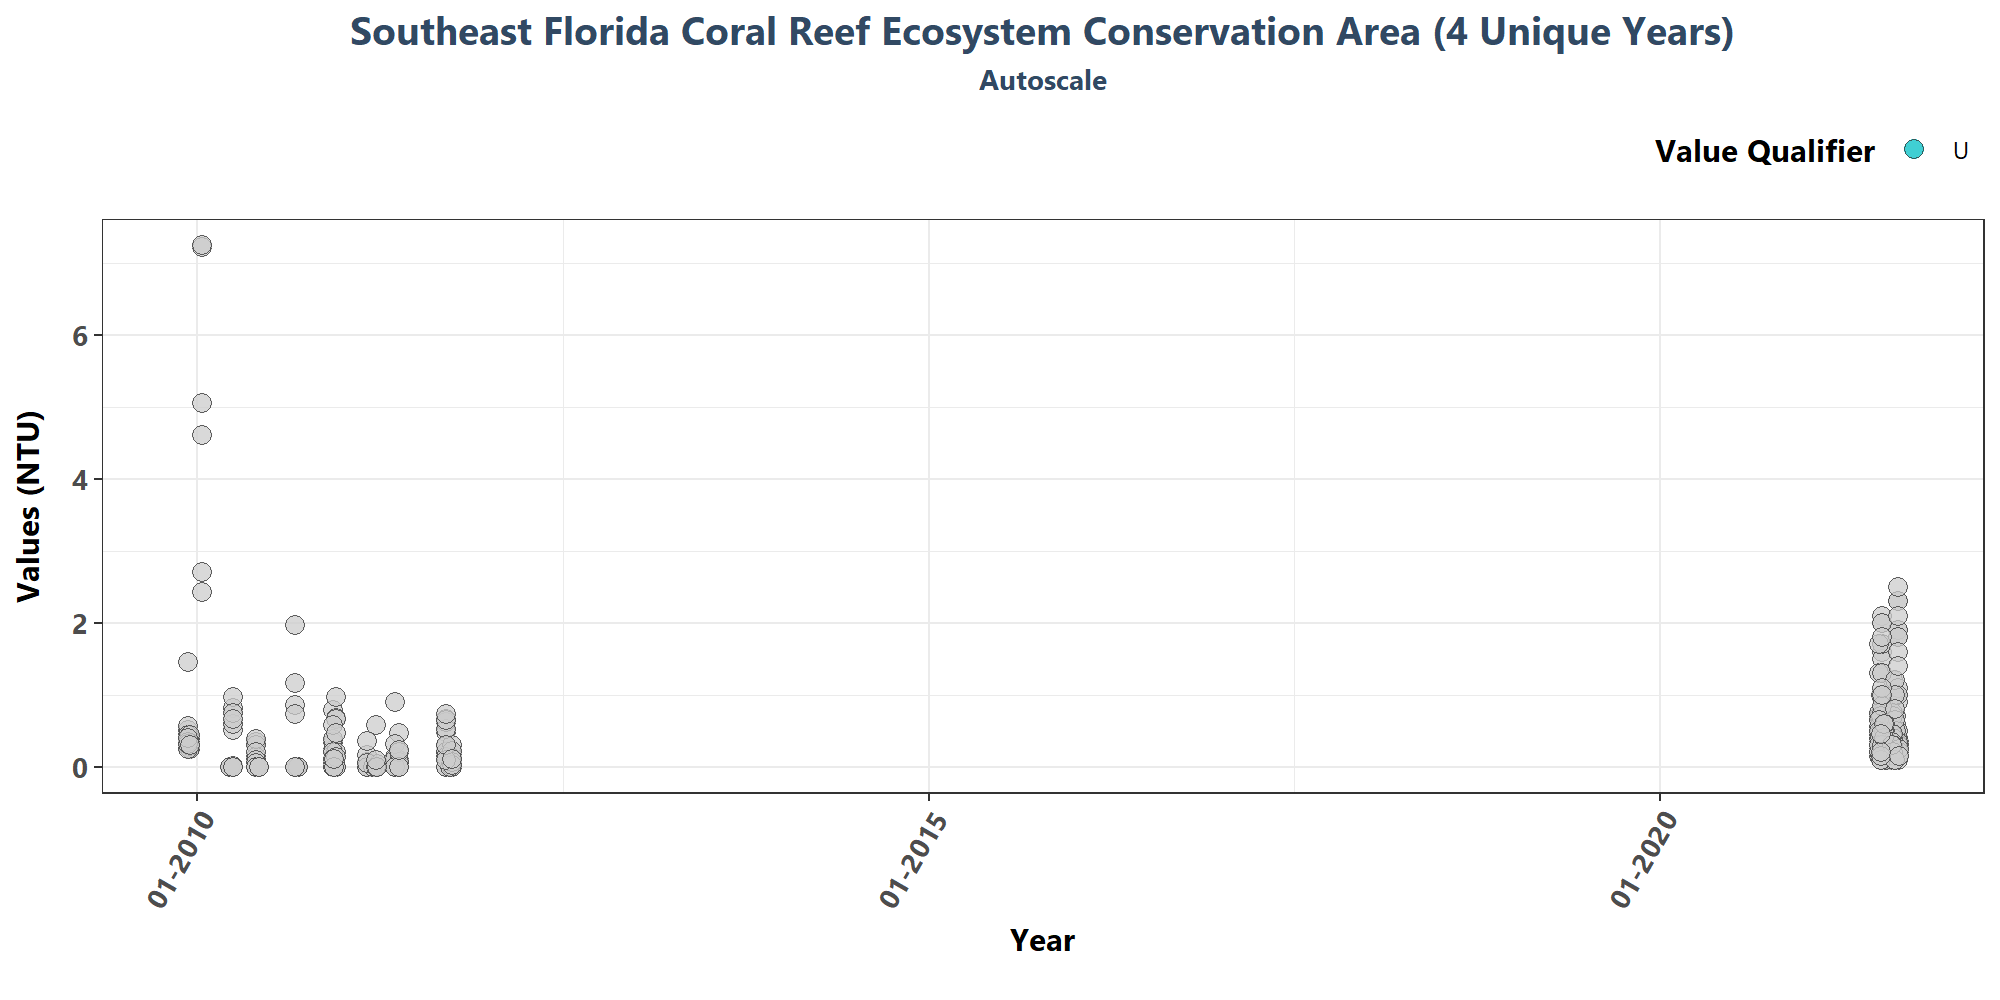 Southeast Florida Coral Reef Ecosystem Conservation Area (4 Unique Years)
Autoscale
Value Qualifier U
Values (NTU)
6
4
2
0
01-2010 01-2015 01-2020
Year